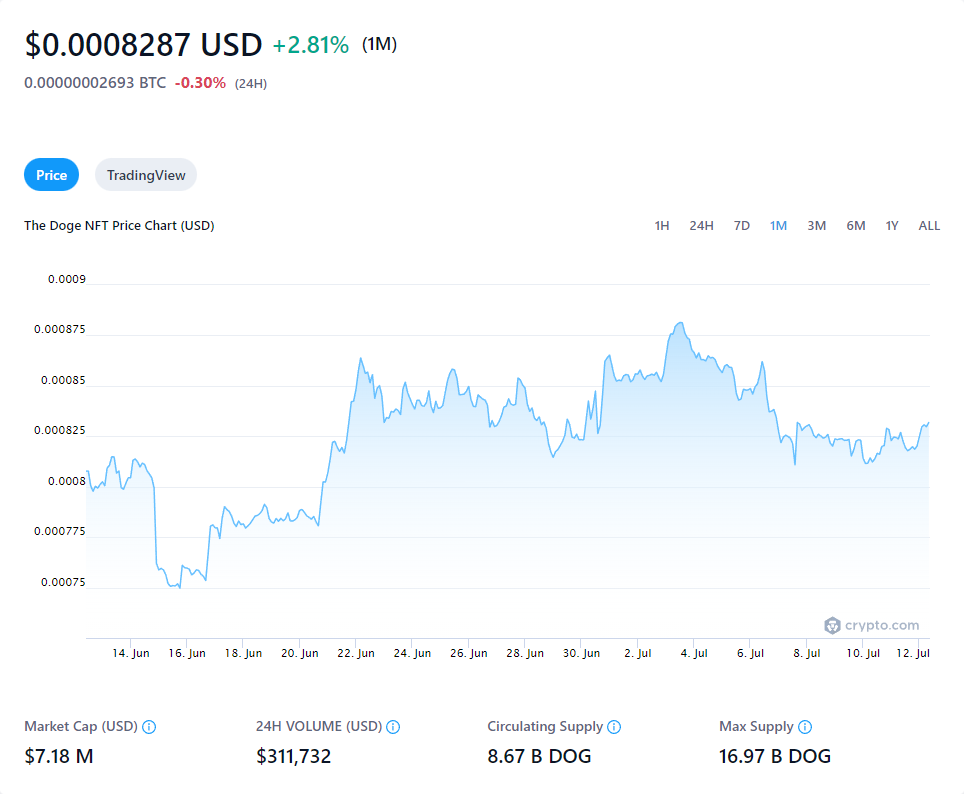 $0.0008287 USD +2.81% (1M)
0.00000002693 BTC -0.30% (24H)
Price TradingView
The Doge NFT Price Chart (USD) 1H 24H 7D 1M 3M 6M 1Y ALL
0.0009
0.000875
0.00085
0.000825
0.0008
0.000775
0.00075
crypto.com
14. Jun 16. Jun 18. Jun 20. Jun 22. Jun 24. Jun 26. Jun 28. Jun 30. Jun 2. Jul 4. Jul 6. Jul 8. Jul 10. Jul 12. Jul
Market Cap (USD) 24H VOLUME (USD) Circulating Supply Max Supply
$7.18 M $311,732 8.67 B DOG 16.97 B DOG